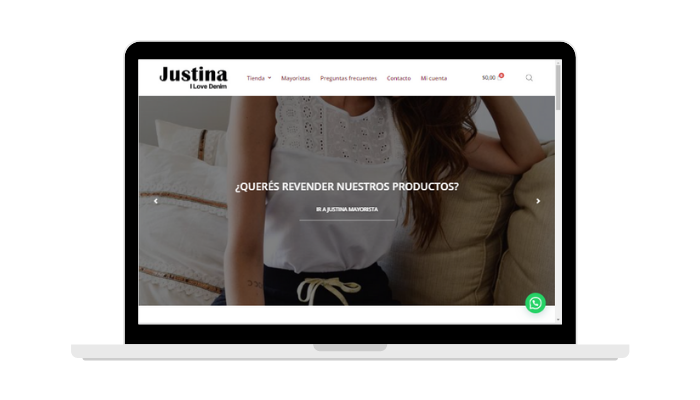 Justina
I Love Denim
Tienda Mayoristas Preguntas frecuentes Contacto Mi cuenta $0,00 0
¿QUERÉS REVENDER NUESTROS PRODUCTOS?
IR A JUSTINA MAYORISTA